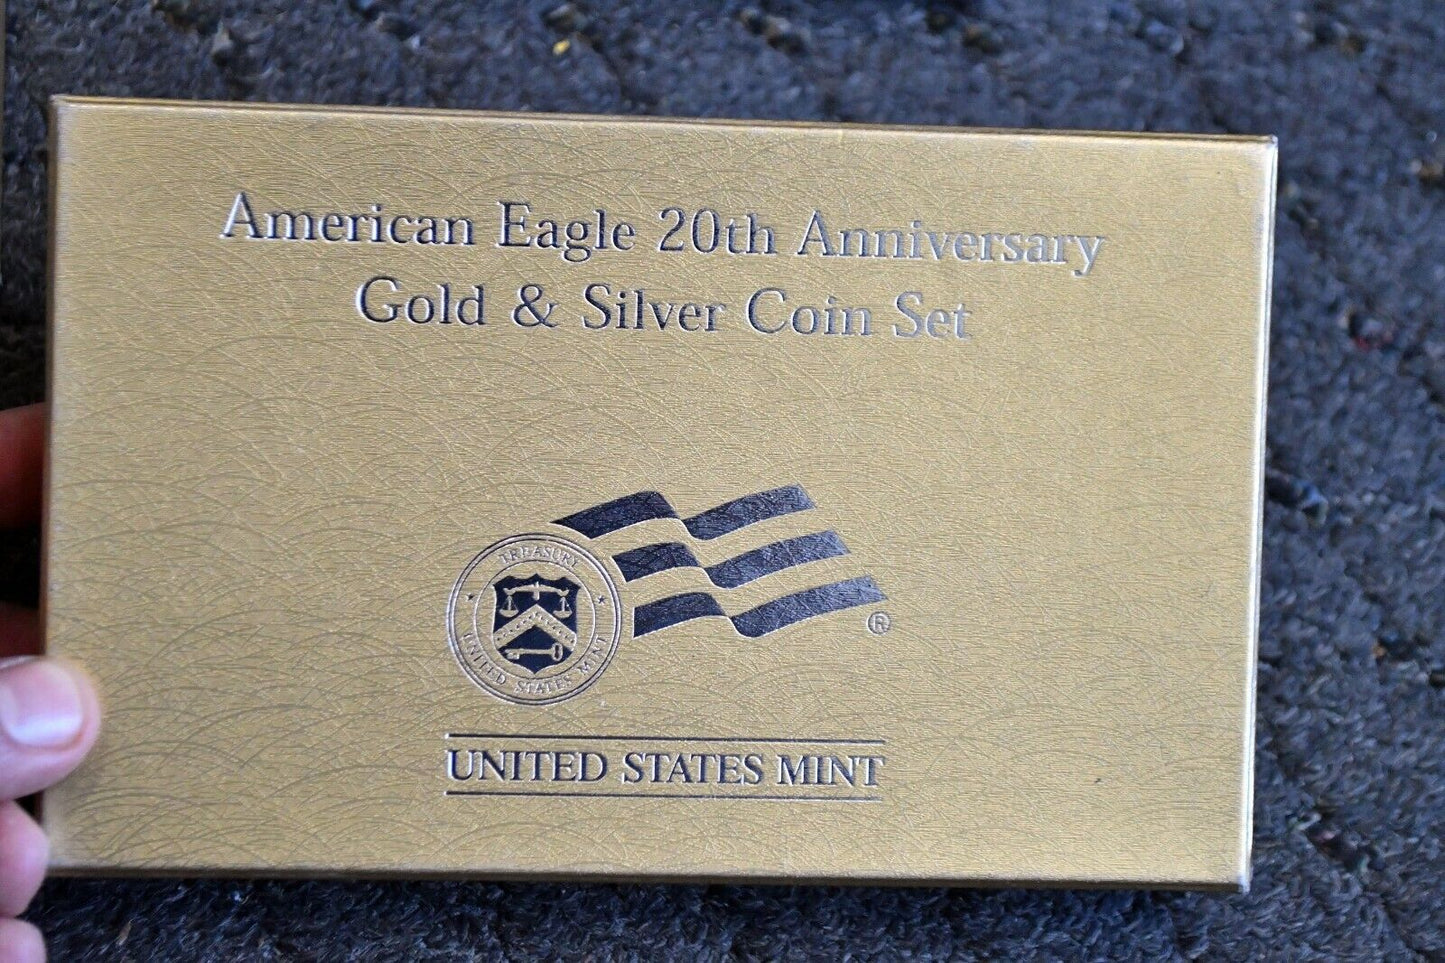 American Eagle 20th Anniversary
Gold & Silver Coin Set
TREASURY
UNITED STATES MINT
®
UNITED STATES MINT